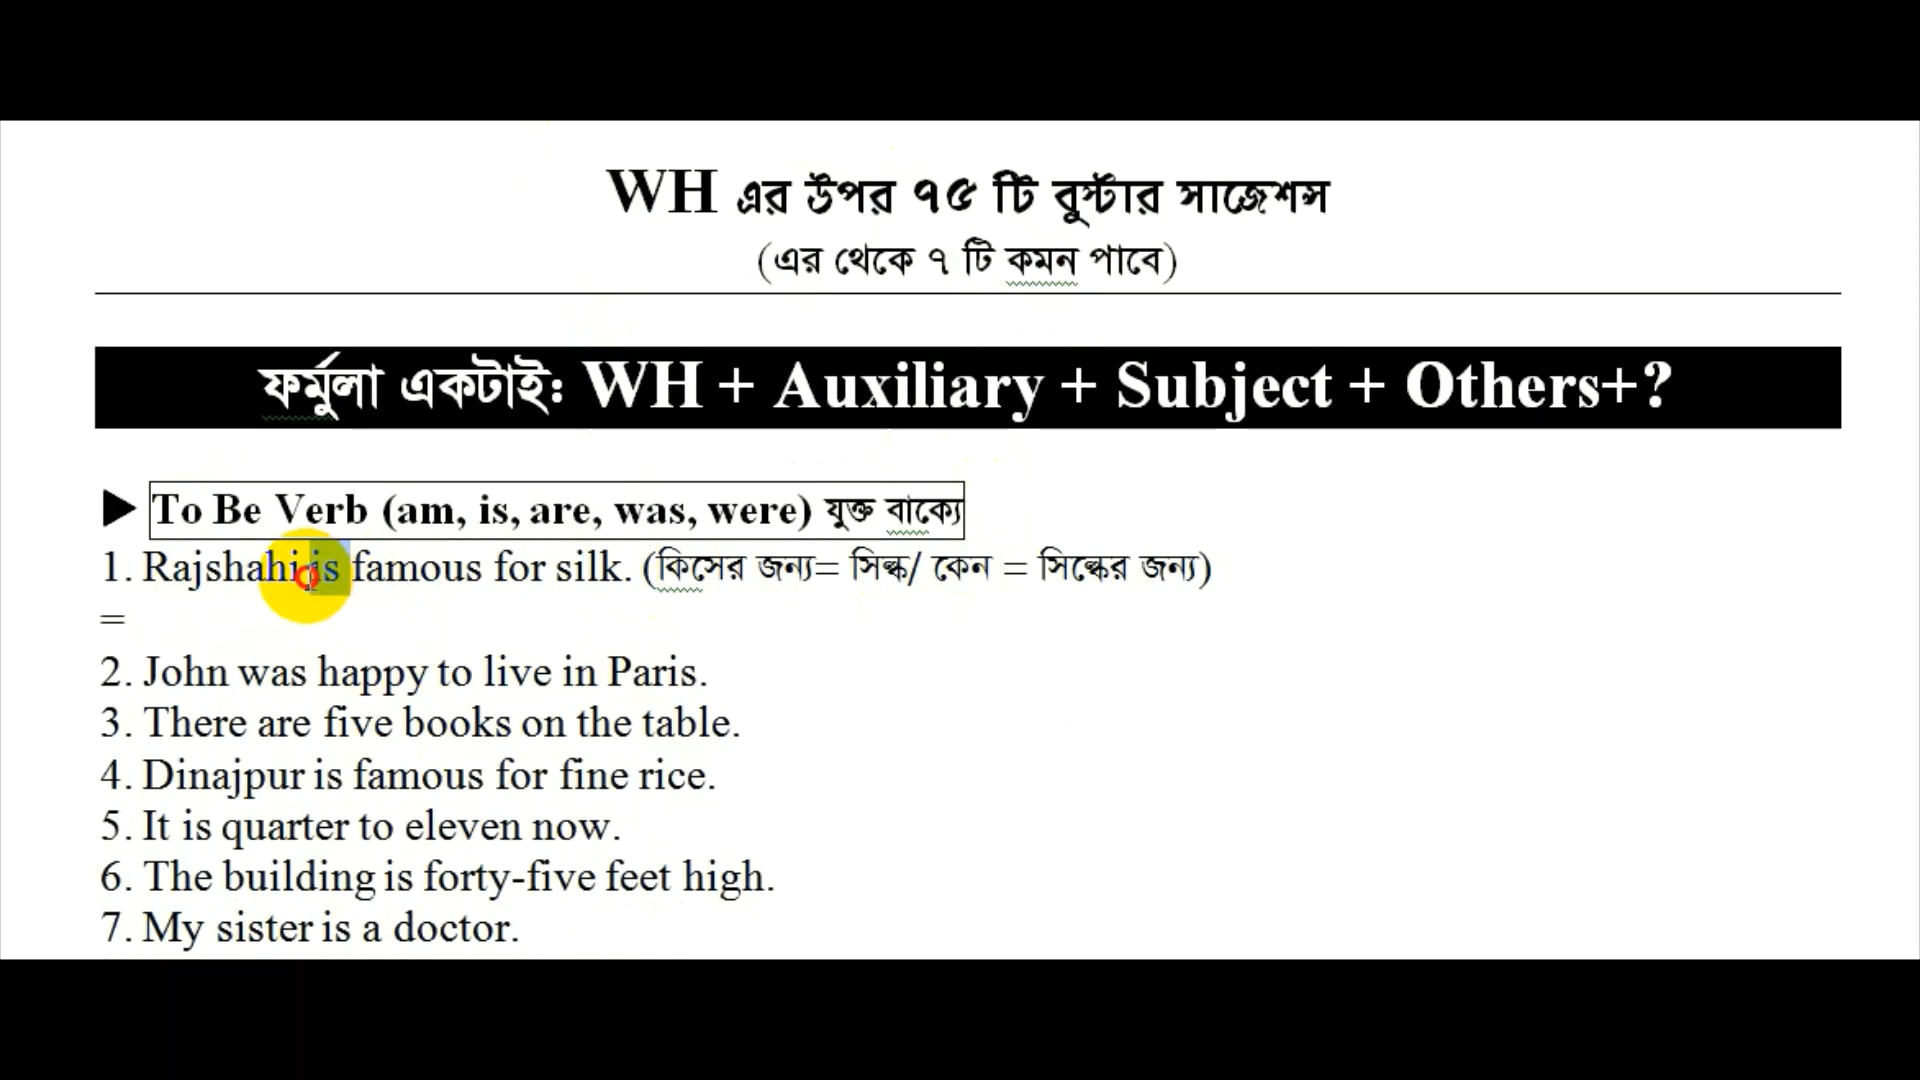 WH এর উপর ৭৫ টি বুস্টার সাজেশন্স
(এর থেকে ৭ টি কমন পাবে)
ফর্মুলা একটাই: WH + Auxiliary + Subject + Others+?
▶ To Be Verb (am, is, are, was, were) যুক্ত বাক্যে
1. Rajshahi is famous for silk. (কিসের জন্য= সিল্ক/ কেন = সিল্কের জন্য)
=
2. John was happy to live in Paris.
3. There are five books on the table.
4. Dinajpur is famous for fine rice.
5. It is quarter to eleven now.
6. The building is forty-five feet high.
7. My sister is a doctor.